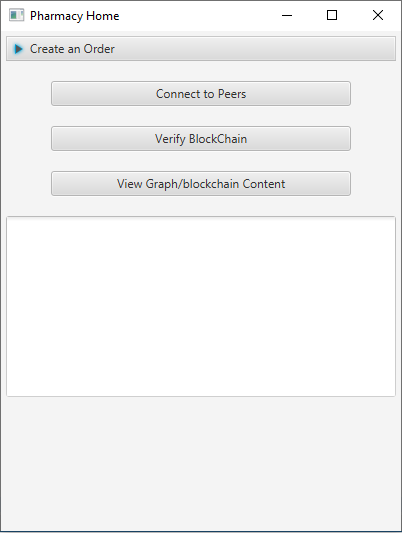 Pharmacy Home
Create an Order
Connect to Peers
Verify BlockChain
View Graph/blockchain Content